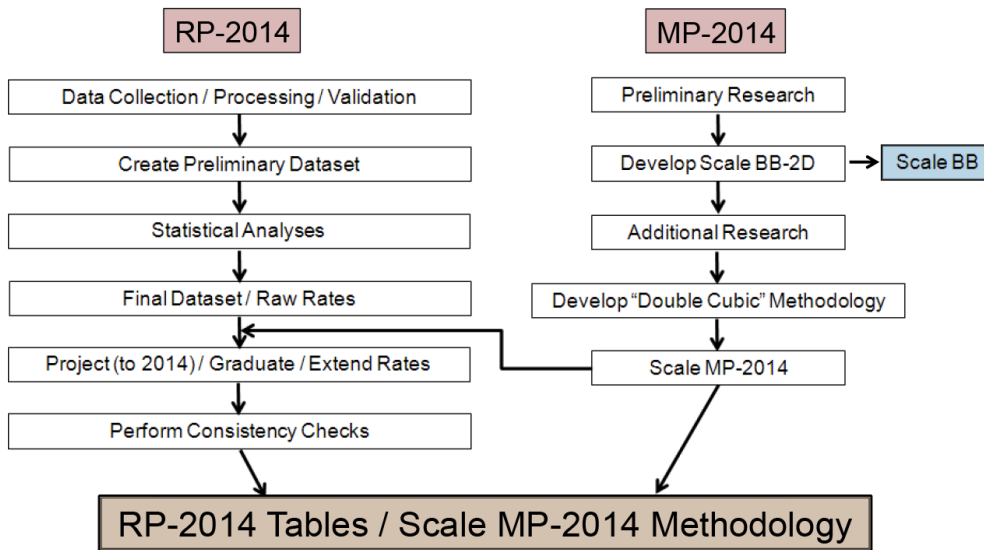 RP-2014
MP-2014
Data Collection / Processing / Validation
Preliminary Research
Create Preliminary Dataset
Develop Scale BB-2D
Scale BB
Statistical Analyses
Additional Research
Final Dataset / Raw Rates
Develop “Double Cubic” Methodology
Project (to 2014) / Graduate / Extend Rates
Scale MP-2014
Perform Consistency Checks
RP-2014 Tables / Scale MP-2014 Methodology